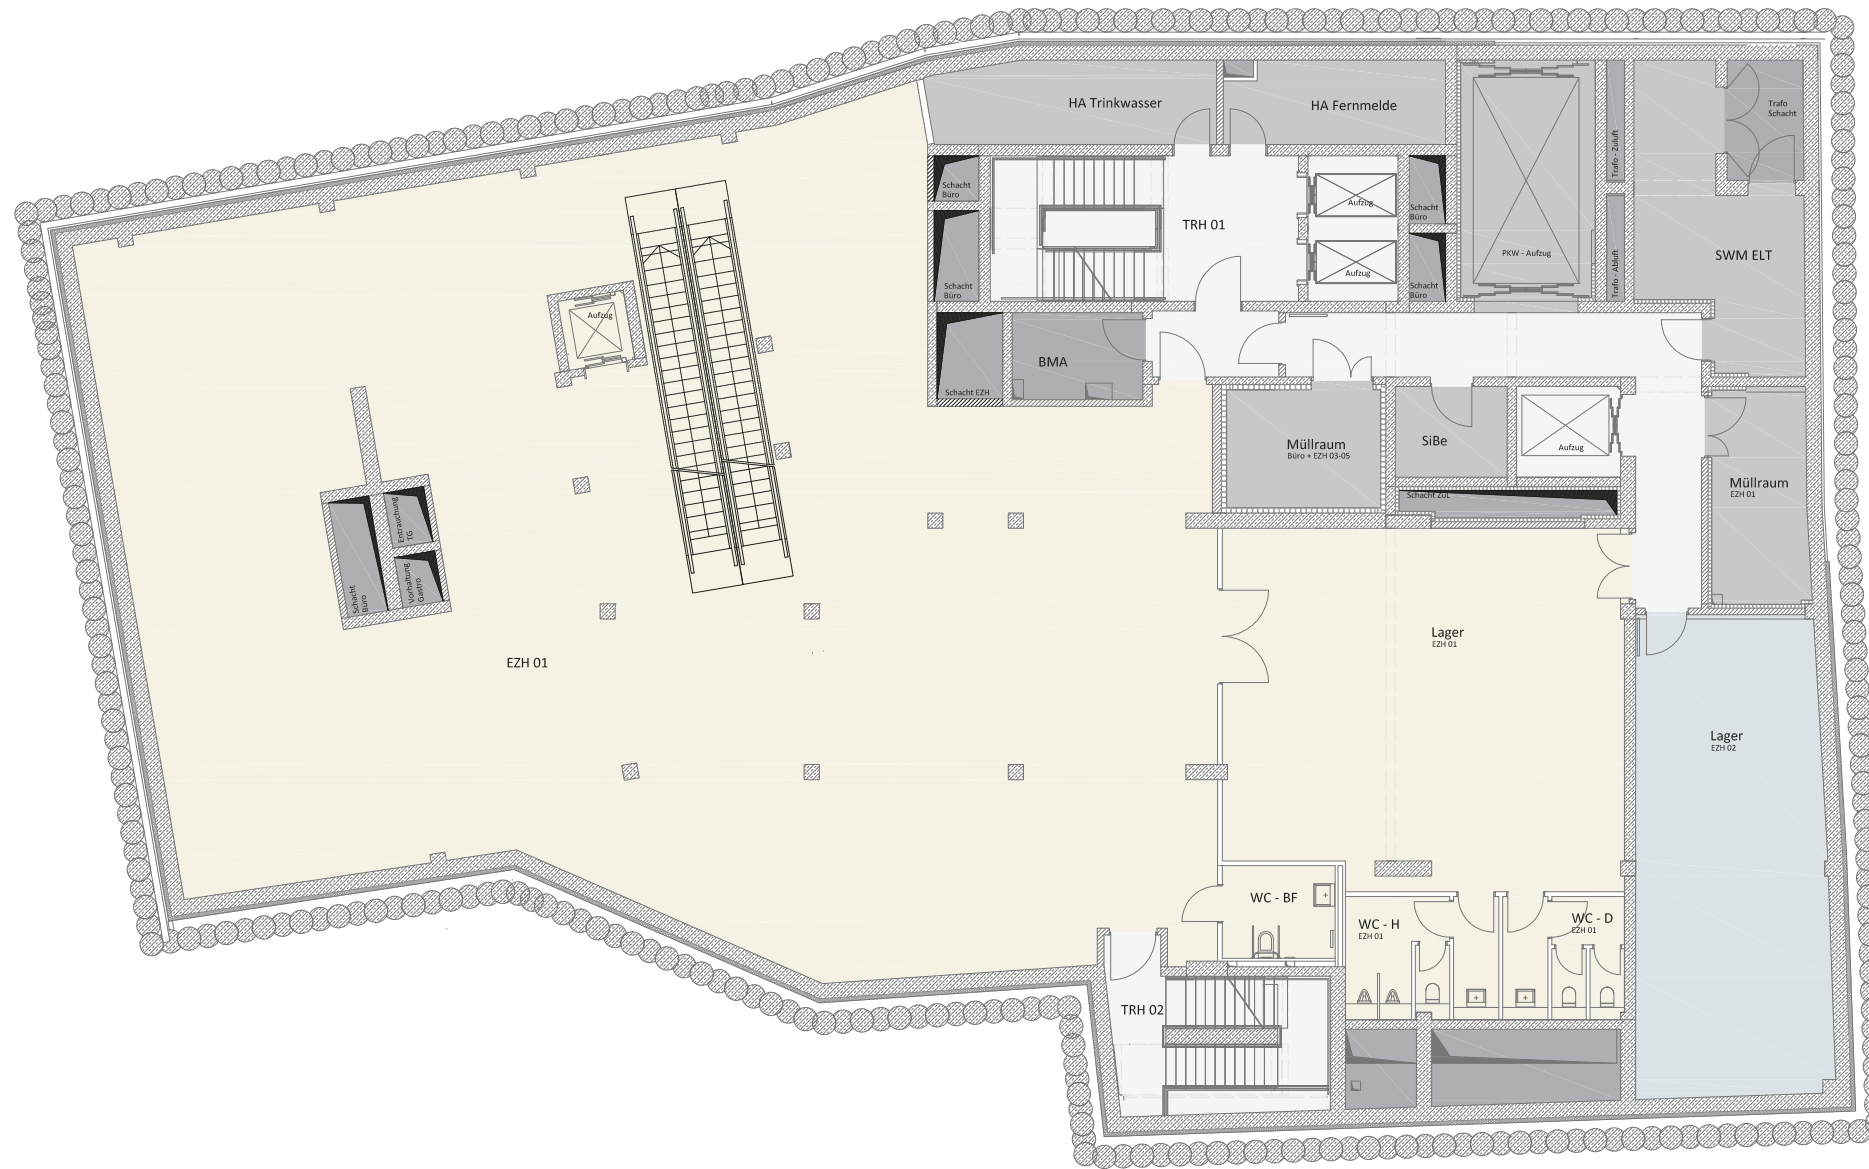 HA Trinkwasser
HA Fernmelde
Trafo
Schacht
Trafo - Zuluft
Schacht
Büro
TRH 01
Aufzug
Schacht
Büro
PKW - Aufzug
SWM ELT
Trafo - Abluft
Schacht
Büro
Aufzug
Schacht
Büro
Aufzug
BMA
Schacht EZH
Müllraum
Büro + EZH 03-05
SiBe
Aufzug
Müllraum
EZH 01
Schacht ZuL
Entrauchung
TG
Schacht
Büro
Vorhaltung
Gastro
EZH 01
Lager
EZH 01
Lager
EZH 02
WC - BF
WC - H
EZH 01
WC - D
EZH 01
TRH 02